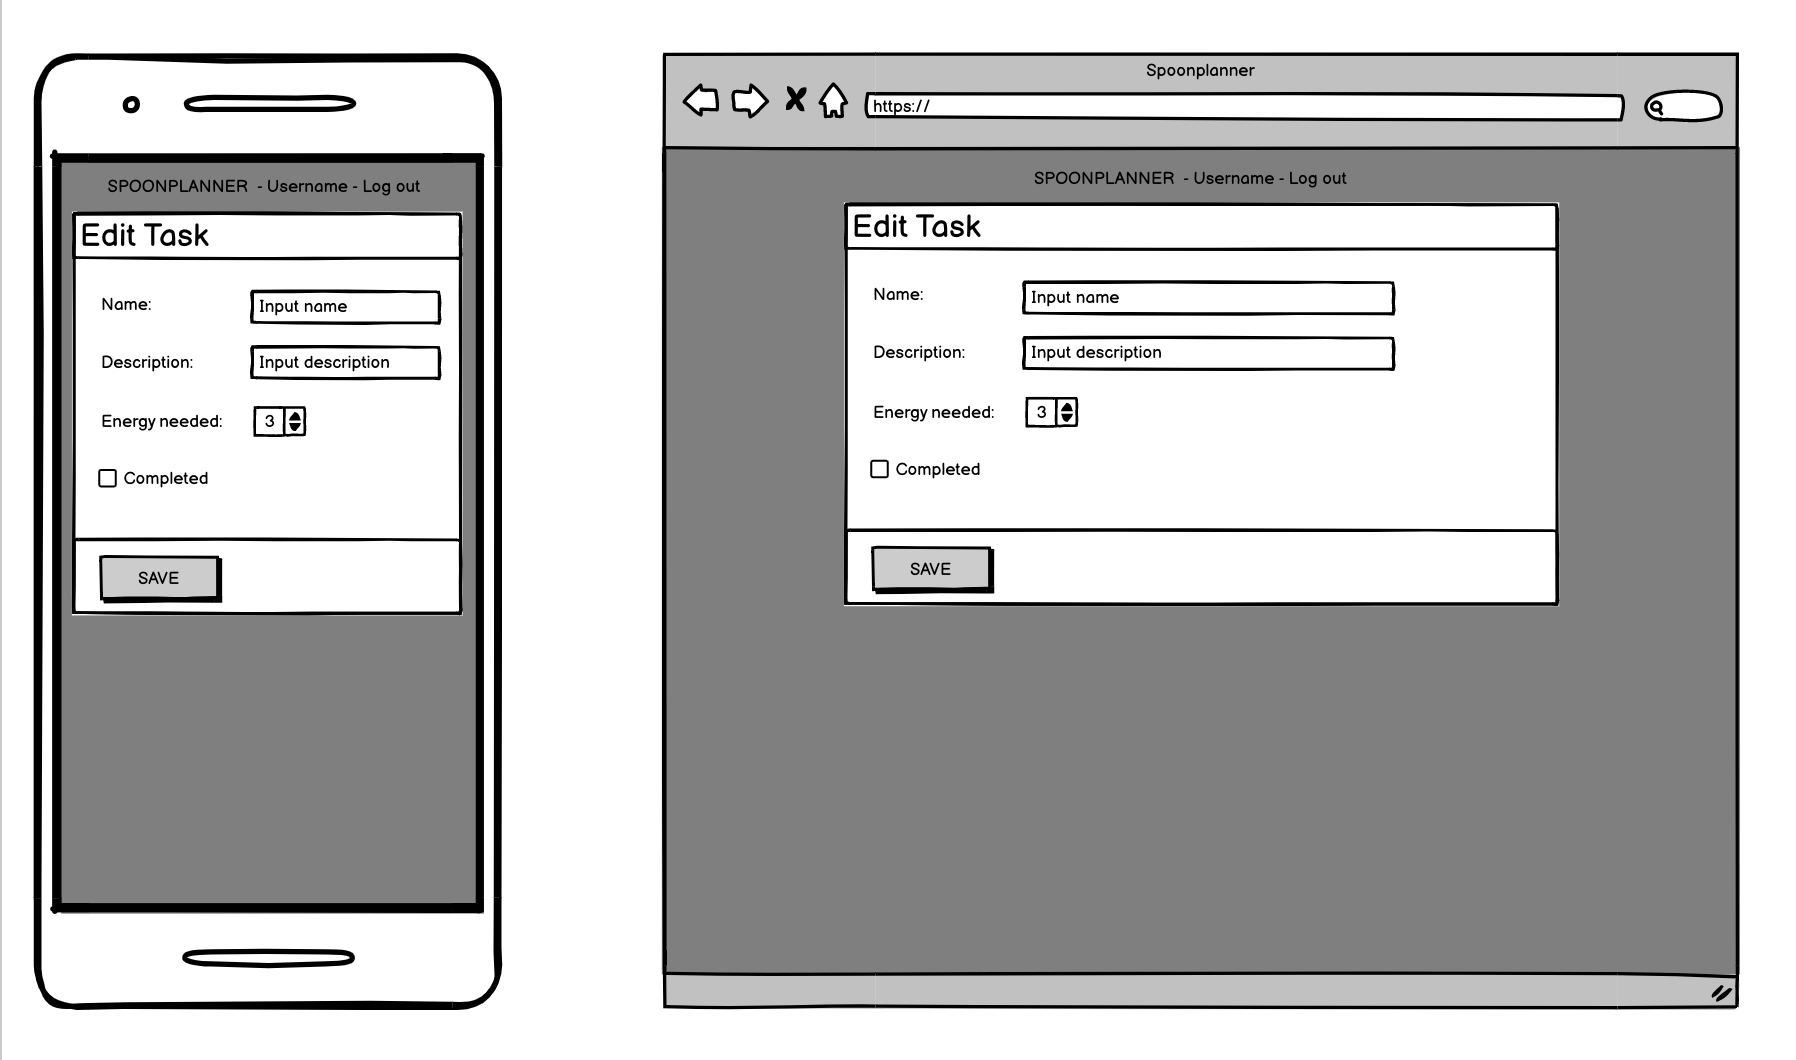 SPOONPLANNER - Username - Log out
Edit Task
Name:
Input name
Description:
Input description
Energy needed:
3
Completed
SAVE
Spoonplanner
https://
SPOONPLANNER - Username - Log out
Edit Task
Name:
Input name
Description:
Input description
Energy needed:
3
Completed
SAVE